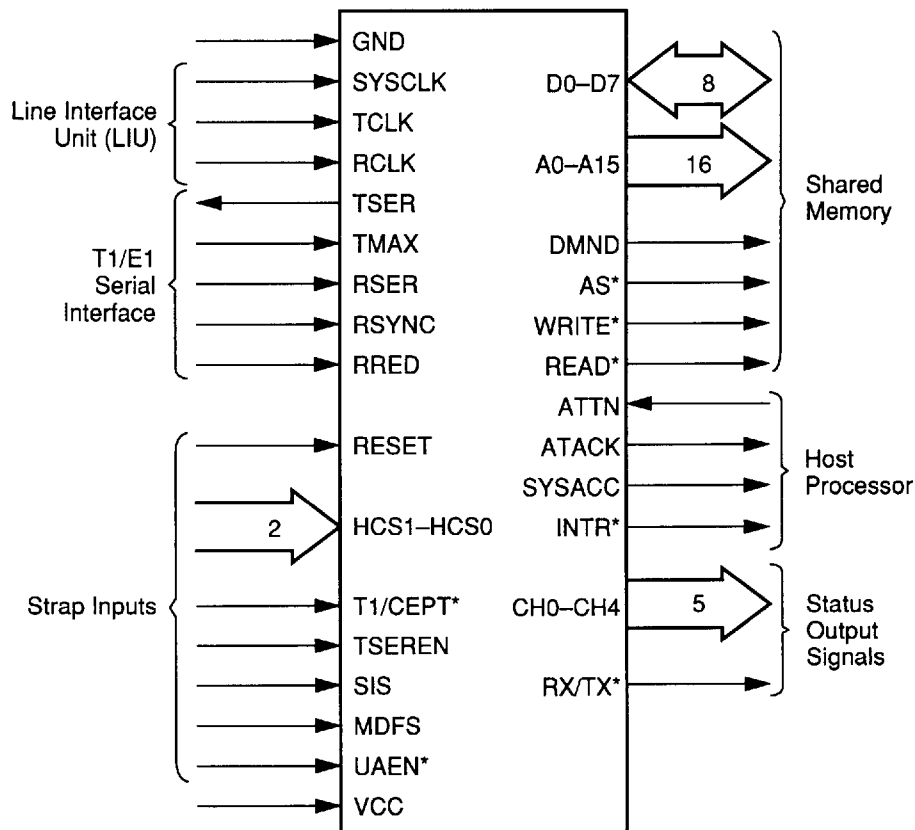 GND
SYSCLK
TCLK
RCLK
Line Interface
Unit (LIU)
TSER
TMAX
RSER
RSYNC
RRED
T1/E1
Serial
Interface
RESET
2
HCS1–HCS0
T1/CEPT*
TSEREN
SIS
MDFS
UAEN*
Strap Inputs
VCC
D0–D7
8
A0–A15
16
DMND
AS*
WRITE*
READ*
Shared
Memory
ATTN
ATACK
SYSACC
INTR*
Host
Processor
CH0–CH4
5
RX/TX*
Status
Output
Signals